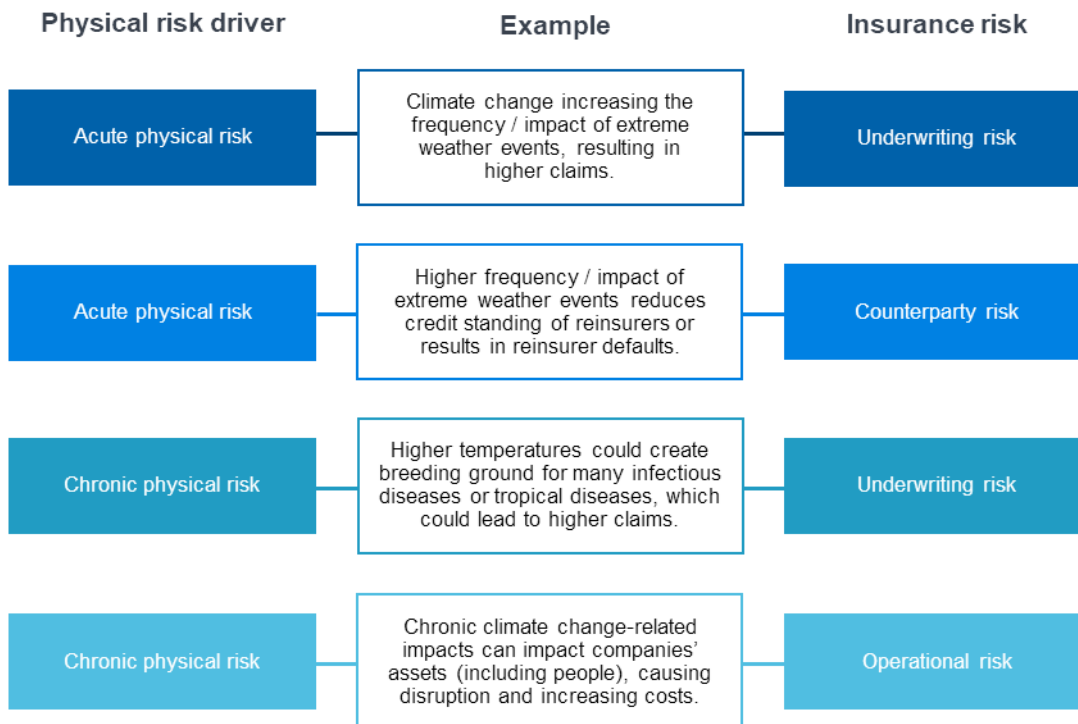 Physical risk driver
Example
Insurance risk
Acute physical risk
Climate change increasing the
frequency / impact of extreme
weather events, resulting in
higher claims.
Underwriting risk
Acute physical risk
Higher frequency / impact of
extreme weather events reduces
credit standing of reinsurers or
results in reinsurer defaults.
Counterparty risk
Chronic physical risk
Higher temperatures could create
breeding ground for many infectious
diseases or tropical diseases, which
could lead to higher claims.
Underwriting risk
Chronic physical risk
Chronic climate change-related
impacts can impact companies’
assets (including people), causing
disruption and increasing costs.
Operational risk